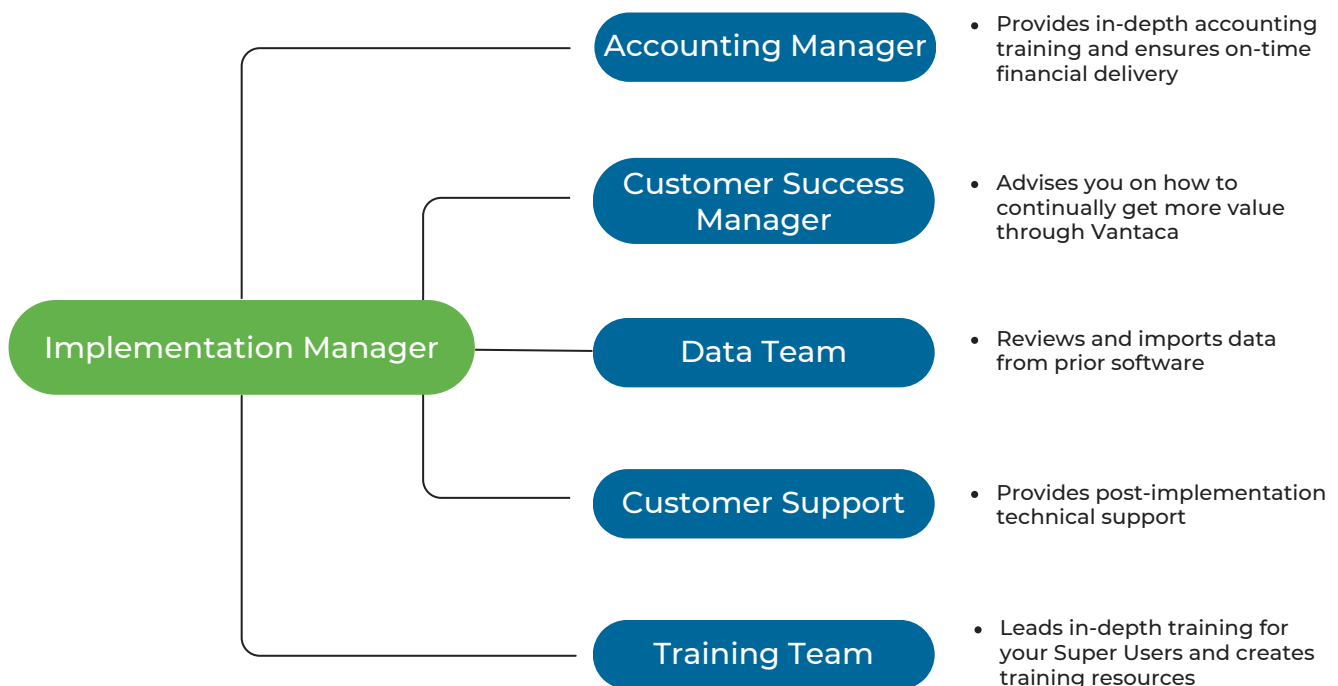 Accounting Manager
• Provides in-depth accounting
training and ensures on-time
financial delivery
Customer Success
Manager
• Advises you on how to
continually get more value
through Vantaca
Implementation Manager
Data Team
• Reviews and imports data
from prior software
Customer Support
• Provides post-implementation
technical support
Training Team
• Leads in-depth training for
your Super Users and creates
training resources